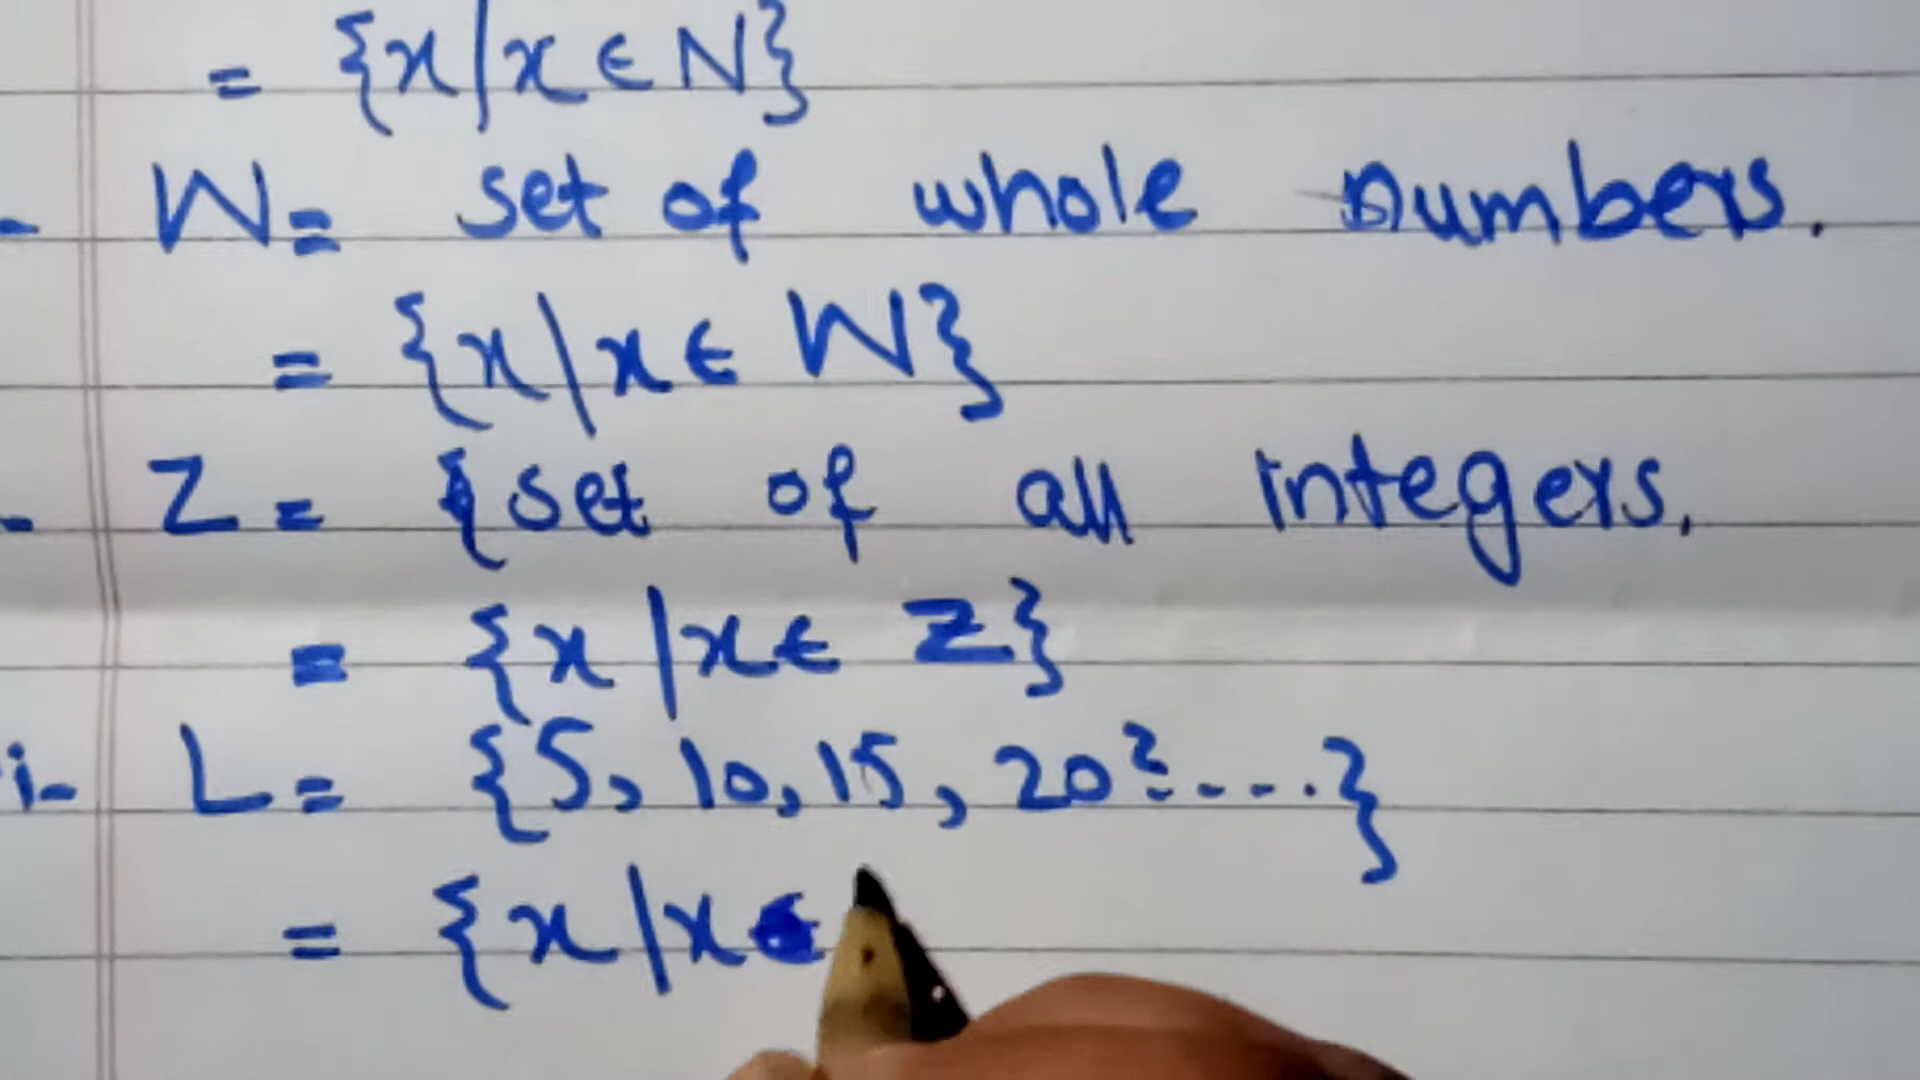 = {x|x∈N}
- W= set of whole numbers.
= {x|x∈ W}
- Z= {set of all integers.
= {x|x∈ Z}
i- L= {5, 10, 15, 20?....}
= {x|x